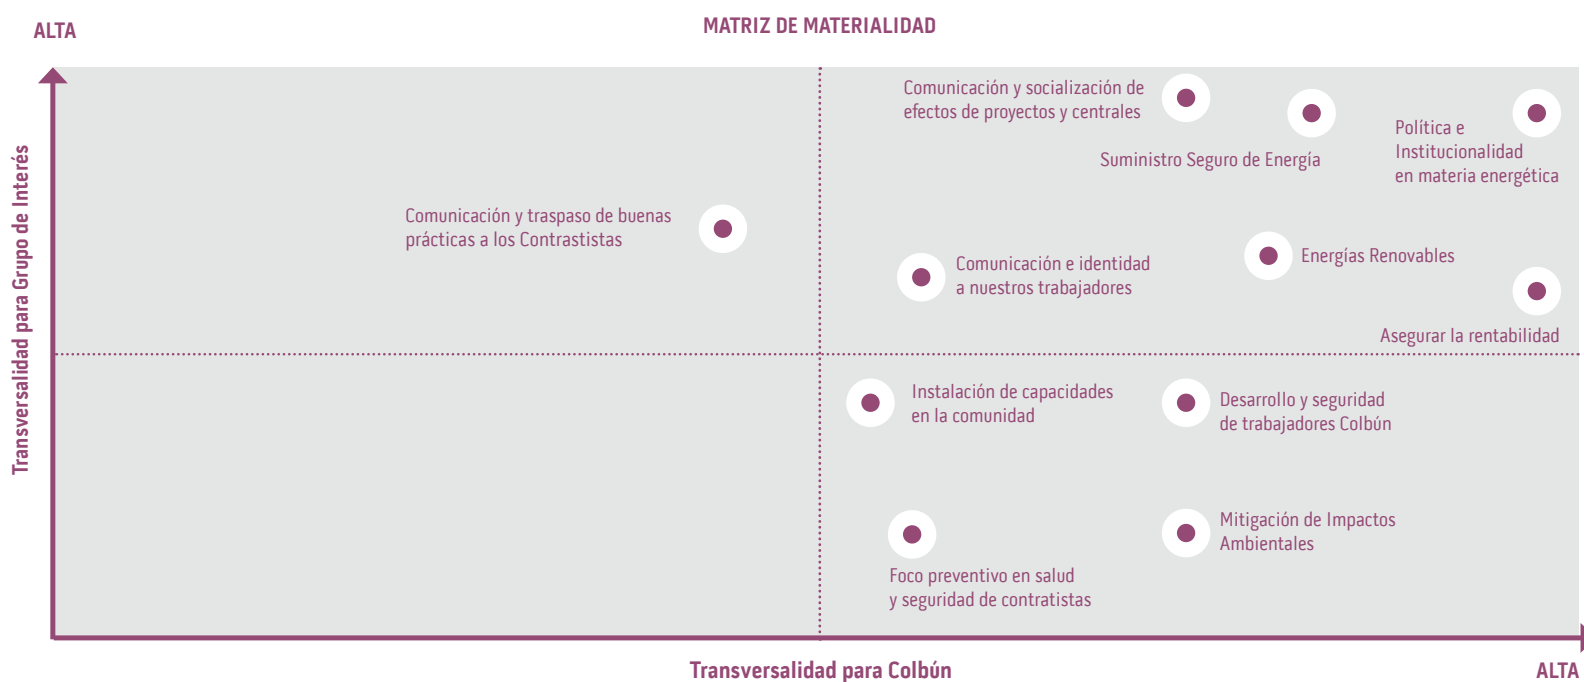 MATRIZ DE MATERIALIDAD
ALTA
Transversalidad para Grupo de Interés
Comunicación y socialización de
efectos de proyectos y centrales
Suministro Seguro de Energía
Política e
Institucionalidad
en materia energética
Comunicación y traspaso de buenas
prácticas a los Contrastistas
Comunicación e identidad
a nuestros trabajadores
Energías Renovables
Asegurar la rentabilidad
Instalación de capacidades
en la comunidad
Desarrollo y seguridad
de trabajadores Colbún
Mitigación de Impactos
Ambientales
Foco preventivo en salud
y seguridad de contratistas
Transversalidad para Colbún
ALTA